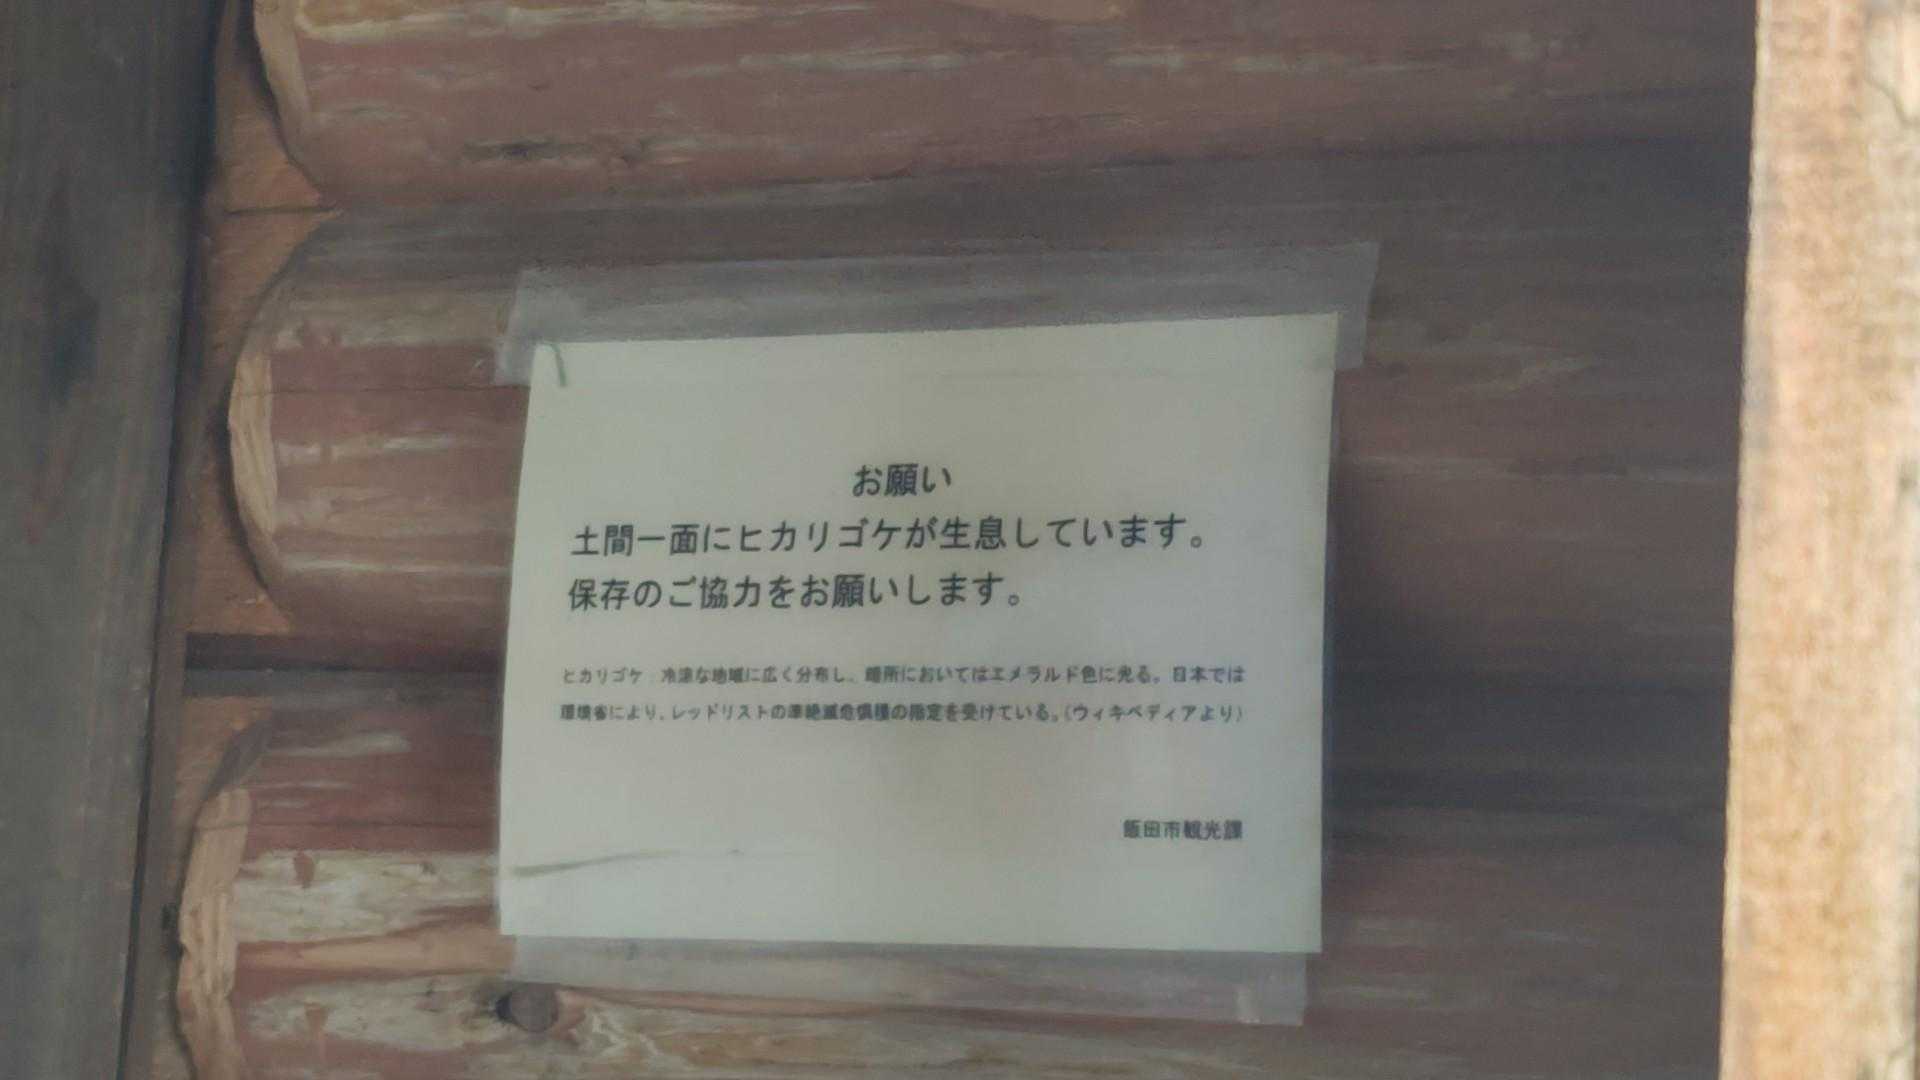 お願い
土間一面にヒカリゴケが生息しています。
保存のご協力をお願いします。
ヒカリゴケ：冷涼な地域に広く分布し、暗所においてはエメラルド色に光る。日本では
環境省により、レッドリストの準絶滅危惧種の指定を受けている。（ウィキペディアより）
飯田市観光課